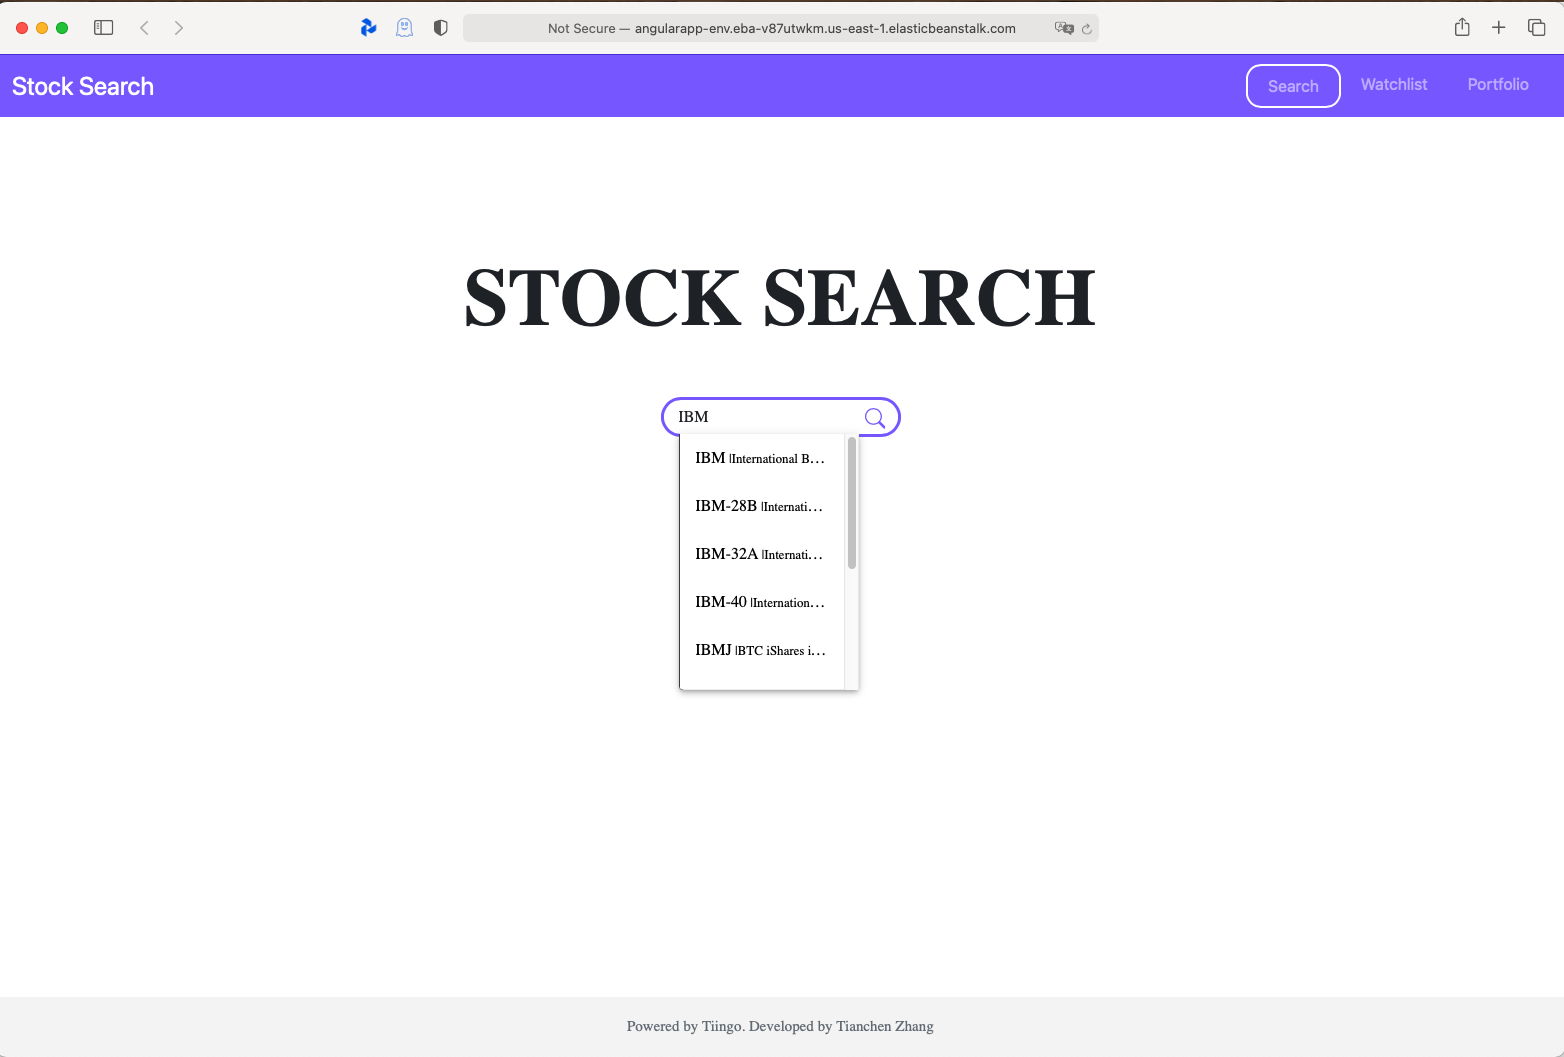 Not Secure — angularapp-env.eba-v87utwkm.us-east-1.elasticbeanstalk.com
Stock Search
Search
Watchlist
Portfolio
STOCK SEARCH
IBM
IBM |International B…
IBM-28B |Internati…
IBM-32A |Internati…
IBM-40 |Internation…
IBMJ |BTC iShares i…
Powered by Tiingo. Developed by Tianchen Zhang